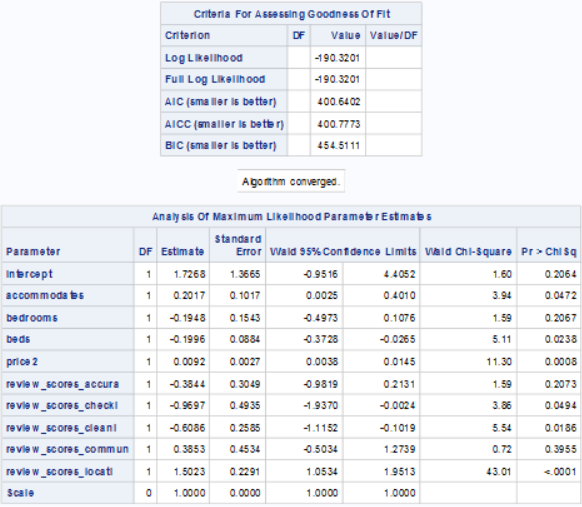 Criteria For Assessing Goodness Of Fit
Criterion DF Value Value/DF
Log Likelihood -190.3201
Full Log Likelihood -190.3201
AIC (smaller is better) 400.6402
AICC (smaller is better) 400.7773
BIC (smaller is better) 454.5111
Algorithm converged.
Analysis Of Maximum Likelihood Parameter Estimates
Parameter DF Estimate Standard Error Wald 95% Confidence Limits Wald Chi-Square Pr > ChiSq
Intercept 1 1.7268 1.3665 -0.9516 4.4052 1.60 0.2064
accommodates 1 0.2017 0.1017 0.0025 0.4010 3.94 0.0472
bedrooms 1 -0.1948 0.1543 -0.4973 0.1076 1.59 0.2067
beds 1 -0.1996 0.0884 -0.3728 -0.0265 5.11 0.0238
price2 1 0.0092 0.0027 0.0038 0.0145 11.30 0.0008
review_scores_accura 1 -0.3844 0.3049 -0.9819 0.2131 1.59 0.2073
review_scores_checki 1 -0.9697 0.4935 -1.9370 -0.0024 3.86 0.0494
review_scores_cleanl 1 -0.6086 0.2585 -1.1152 -0.1019 5.54 0.0186
review_scores_commun 1 0.3853 0.4534 -0.5034 1.2739 0.72 0.3955
review_scores_locati 1 1.5023 0.2291 1.0534 1.9513 43.01 <.0001
Scale 0 1.0000 0.0000 1.0000 1.0000